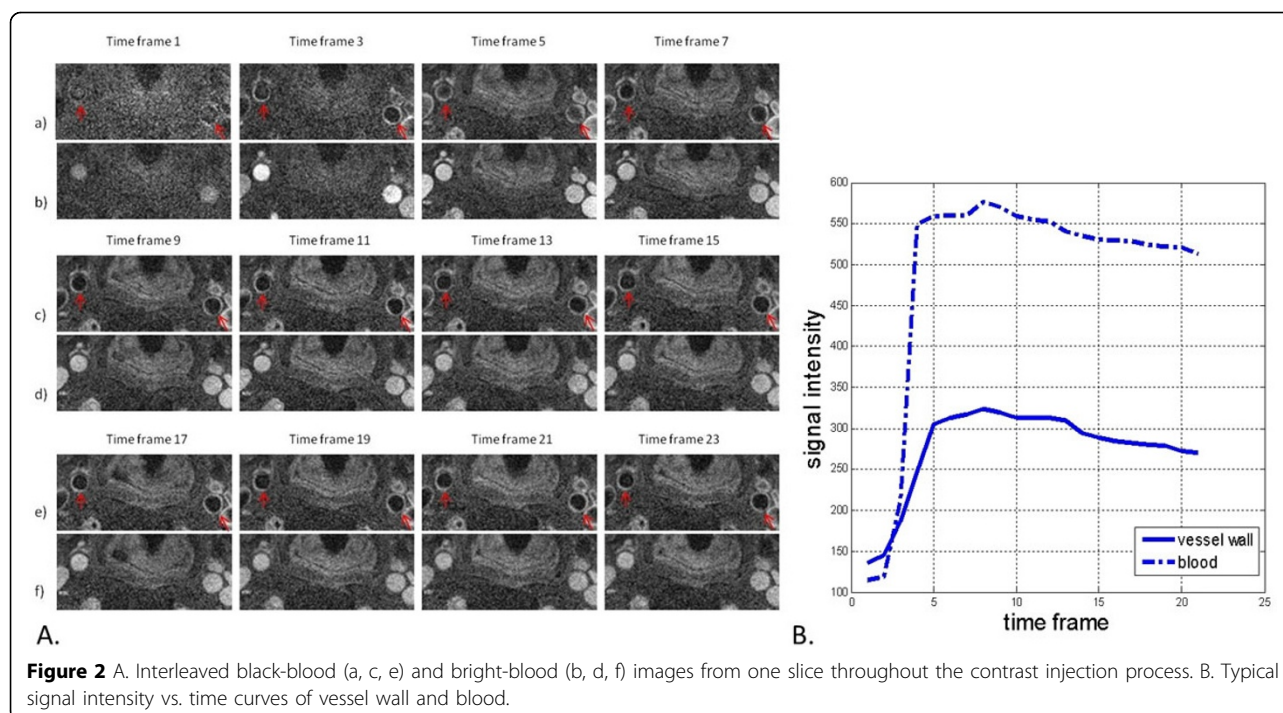 Time frame 1 Time frame 3 Time frame 5 Time frame 7
a)
b)
Time frame 9 Time frame 11 Time frame 13 Time frame 15
c)
d)
Time frame 17 Time frame 19 Time frame 21 Time frame 23
e)
f)
A.
600
550
500
450
400
350
300
250
200
150
100
signal intensity
0 5 10 15 20 25
time frame
vessel wall
blood
B.
Figure 2 A. Interleaved black-blood (a, c, e) and bright-blood (b, d, f) images from one slice throughout the contrast injection process. B. Typical
signal intensity vs. time curves of vessel wall and blood.